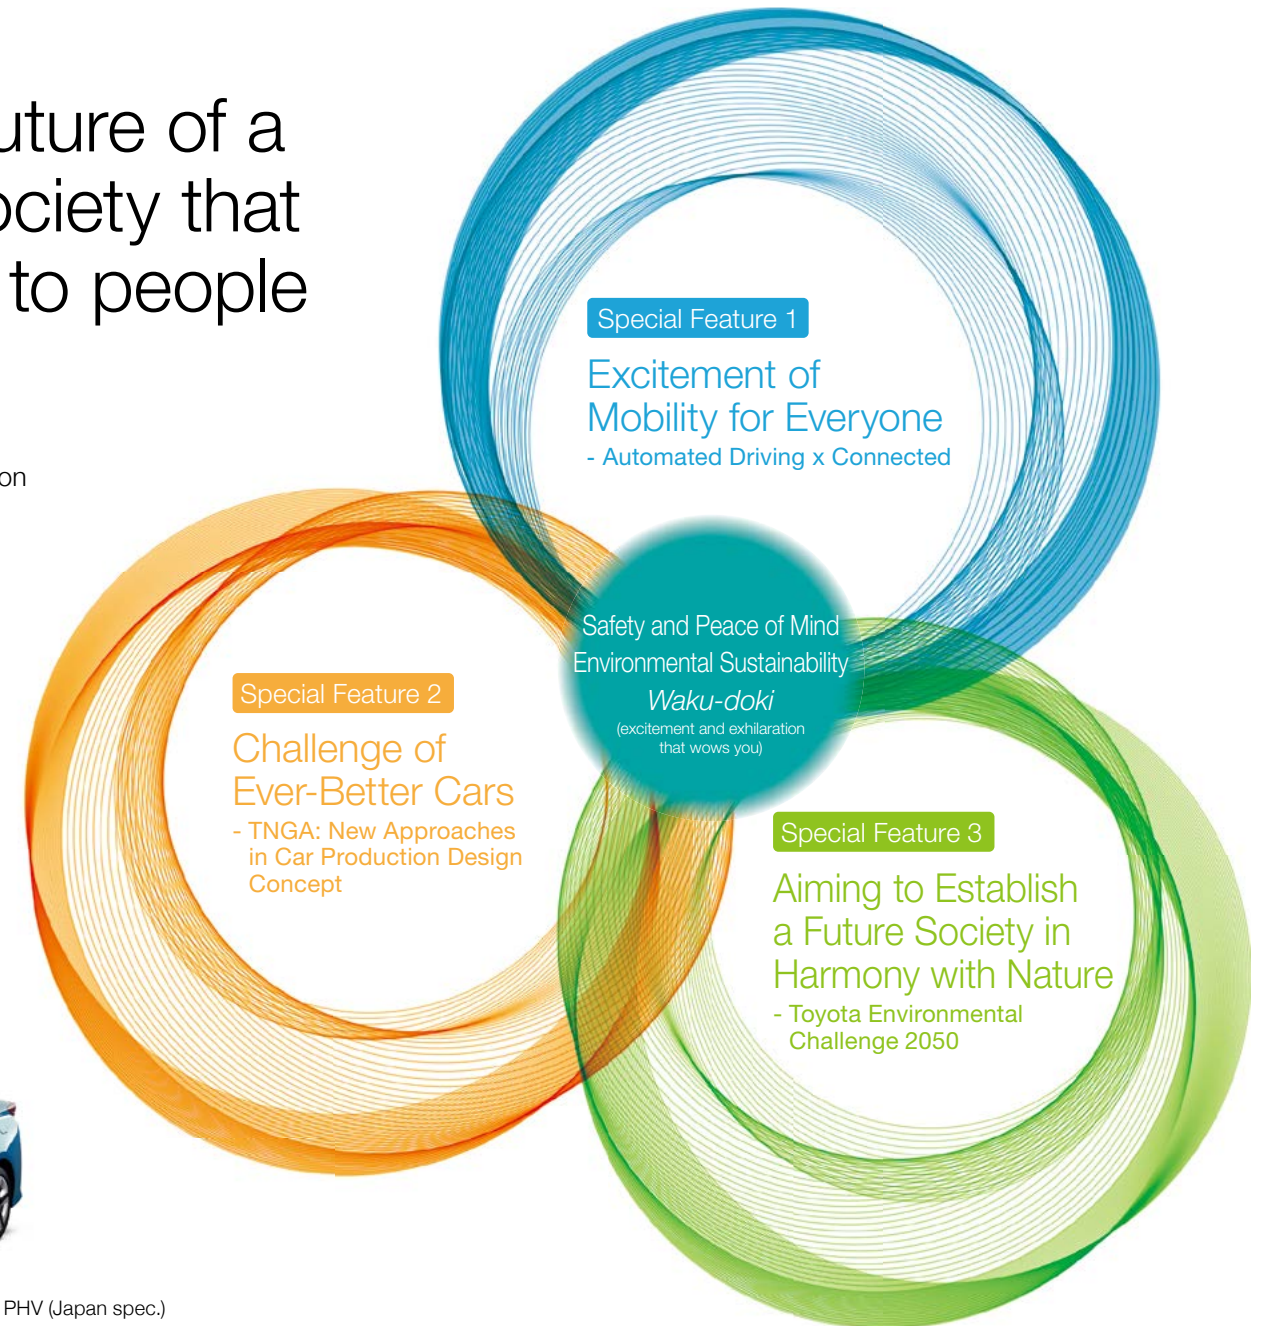 uture of a
ociety that
to people
on
Special Feature 1
Excitement of
Mobility for Everyone
- Automated Driving x Connected
Safety and Peace of Mind
Environmental Sustainability
Waku-doki
(excitement and exhilaration
that wows you)
Special Feature 2
Challenge of
Ever-Better Cars
- TNGA: New Approaches
in Car Production Design
Concept
Special Feature 3
Aiming to Establish
a Future Society in
Harmony with Nature
- Toyota Environmental
Challenge 2050
PHV (Japan spec.)